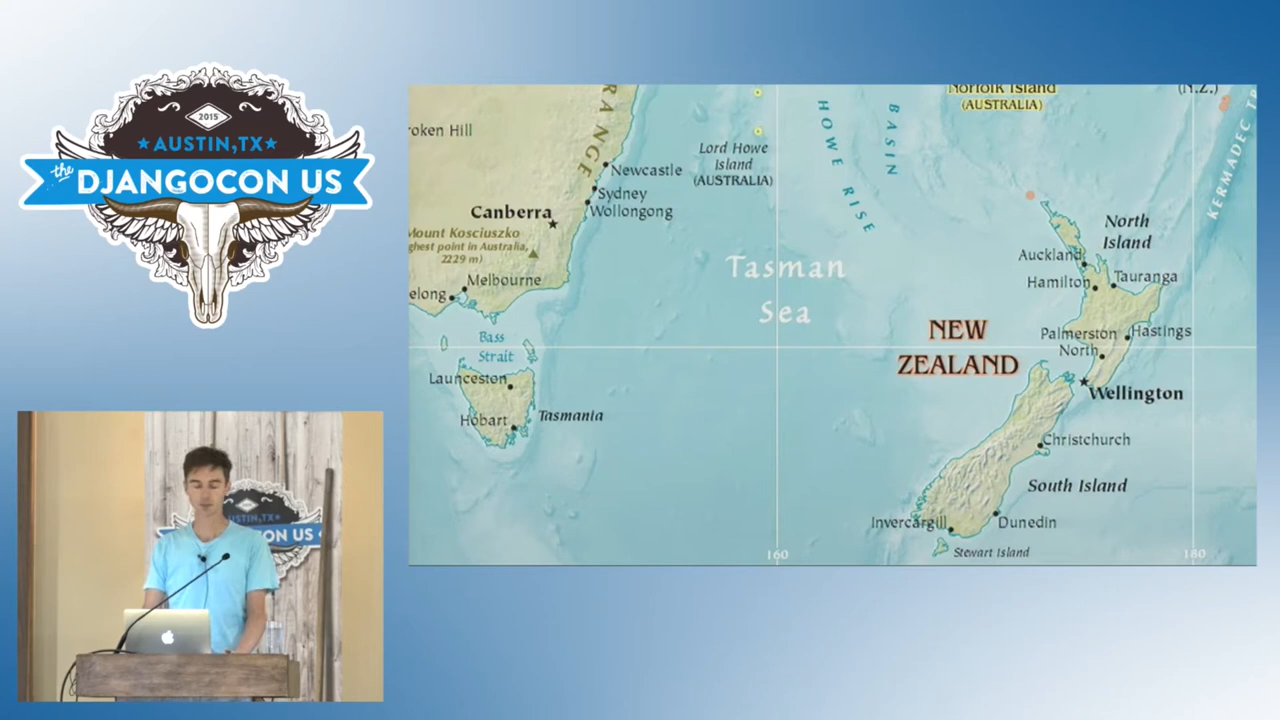 2015
AUSTIN, TX
the
DJANGOCON US
USTIN,TX
ON US
roken Hill
RANGE
Newcastle
Sydney
Wollongong
Canberra
Mount Kosciuszko
ghest point in Australia,
2229 m)
Melbourne
elong
Bass
Strait
Launceston
Hobart
Tasmania
Lord Howe
Island
(AUSTRALIA)
HOWE RISE
BASIN
Norfolk Island
(AUSTRALIA)
(N.Z.)
KERMADEC TR
Tasman
Sea
North
Island
Auckland
Hamilton
Tauranga
NEW
ZEALAND
Palmerston
North
Hastings
Wellington
Christchurch
South Island
Invercargill
Dunedin
Stewart Island
160
180